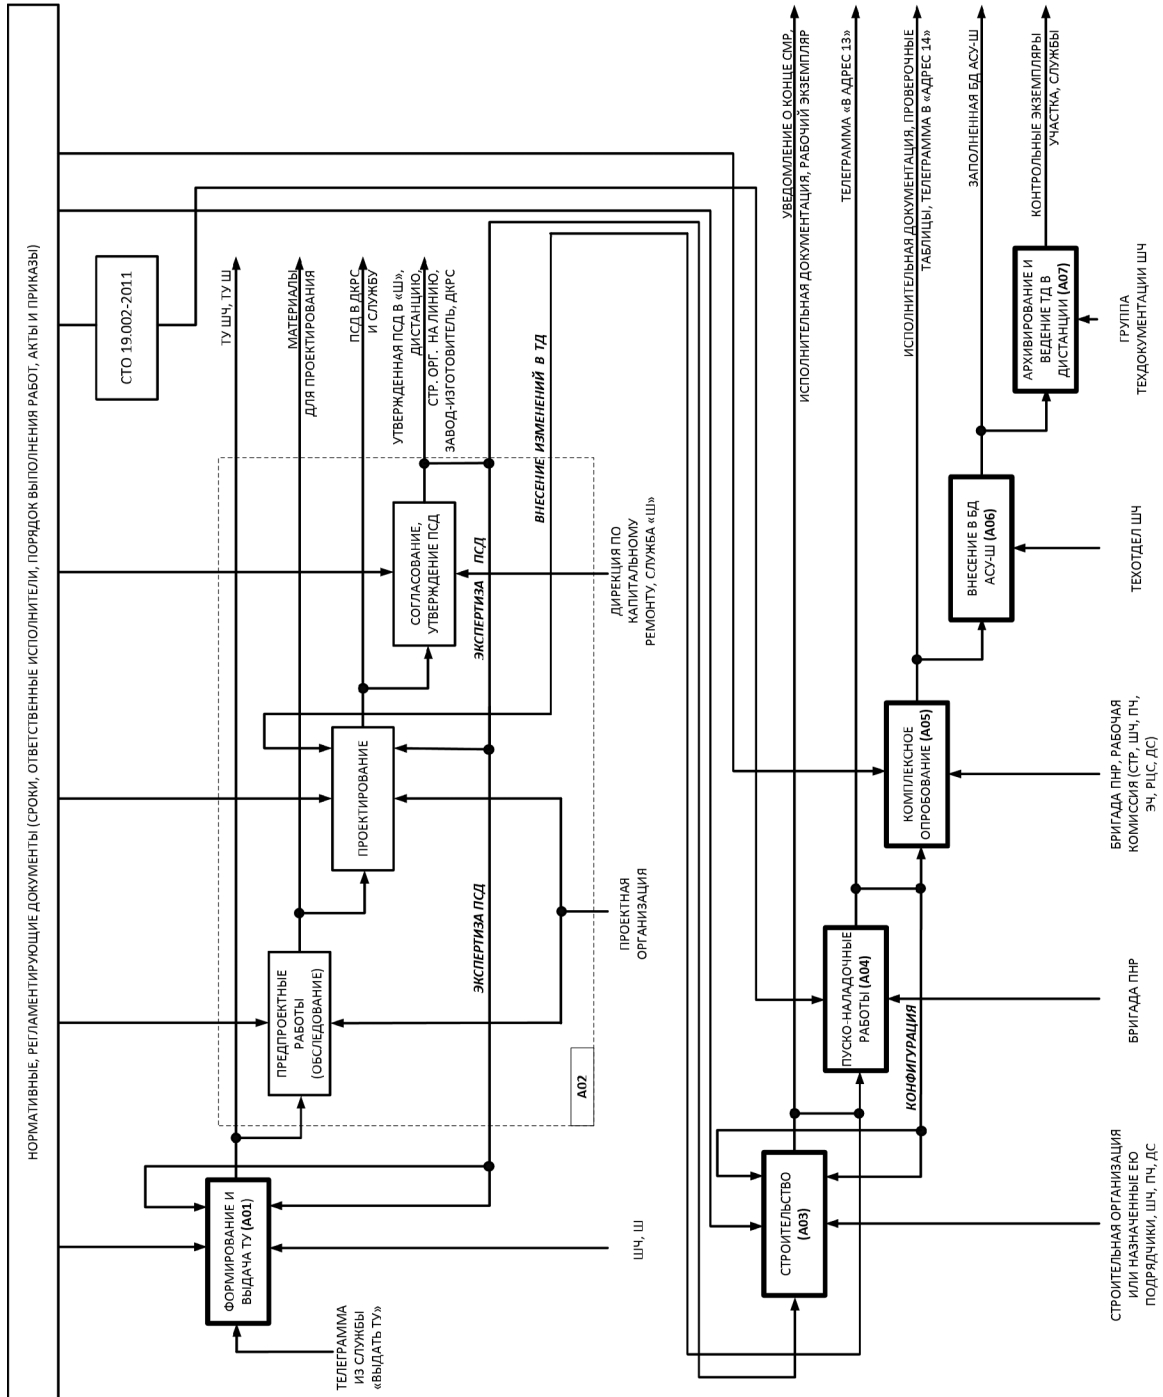 НОРМАТИВНЫЕ, РЕГЛАМЕНТИРУЮЩИЕ ДОКУМЕНТЫ (СРОКИ, ОТВЕТСТВЕННЫЕ ИСПОЛНИТЕЛИ, ПОРЯДОК ВЫПОЛНЕНИЯ РАБОТ, АКТЫ И ПРИКАЗЫ)
СТО 19.002-2011
ТЕЛЕГРАММА
ИЗ СЛУЖБЫ
«ВЫДАТЬ ТУ»
ФОРМИРОВАНИЕ И
ВЫДАЧА ТУ (А01)
ТУ ШЧ, ТУ Ш
ШЧ, Ш
ПРЕДПРОЕКТНЫЕ
РАБОТЫ
(ОБСЛЕДОВАНИЕ)
МАТЕРИАЛЫ
ДЛЯ ПРОЕКТИРОВАНИЯ
ПРОЕКТИРОВАНИЕ
ПСД В ДКРС
И СЛУЖБУ
СОГЛАСОВАНИЕ,
УТВЕРЖДЕНИЕ ПСД
УТВЕРЖДЕННАЯ ПСД В «Ш»,
ДИСТАНЦИЮ,
СТР. ОРГ. НА ЛИНИЮ,
ЗАВОД-ИЗГОТОВИТЕЛЬ, ДКРС
ЭКСПЕРТИЗА ПСД
ЭКСПЕРТИЗА ПСД
ВНЕСЕНИЕ ИЗМЕНЕНИЙ В ТД
А02
ПРОЕКТНАЯ
ОРГАНИЗАЦИЯ
ДИРЕКЦИЯ ПО
КАПИТАЛЬНОМУ
РЕМОНТУ, СЛУЖБА «Ш»
СТРОИТЕЛЬСТВО
(А03)
УВЕДОМЛЕНИЕ О КОНЦЕ СМР,
ИСПОЛНИТЕЛЬНАЯ ДОКУМЕНТАЦИЯ, РАБОЧИЙ ЭКЗЕМПЛЯР
ПУСКО-НАЛАДОЧНЫЕ
РАБОТЫ (А04)
ТЕЛЕГРАММА «В АДРЕС 13»
КОНФИГУРАЦИЯ
КОМПЛЕКСНОЕ
ОПРОБОВАНИЕ (А05)
ИСПОЛНИТЕЛЬНАЯ ДОКУМЕНТАЦИЯ, ПРОВЕРОЧНЫЕ
ТАБЛИЦЫ, ТЕЛЕГРАММА В «АДРЕС 14»
ВНЕСЕНИЕ В БД
АСУ-Ш (А06)
ЗАПОЛНЕННАЯ БД АСУ-Ш
АРХИВИРОВАНИЕ И
ВЕДЕНИЕ ТД В
ДИСТАНЦИИ (А07)
КОНТРОЛЬНЫЕ ЭКЗЕМПЛЯРЫ
УЧАСТКА, СЛУЖБЫ
СТРОИТЕЛЬНАЯ ОРГАНИЗАЦИЯ
ИЛИ НАЗНАЧЕННЫЕ ЕЮ
ПОДРЯДЧИКИ, ШЧ, ПЧ, ДС
БРИГАДА ПНР
БРИГАДА ПНР, РАБОЧАЯ
КОМИССИЯ (СТР, ШЧ, ПЧ,
ЭЧ, РЦС, ДС)
ТЕХОТДЕЛ ШЧ
ГРУППА
ТЕХДОКУМЕНТАЦИИ ШЧ